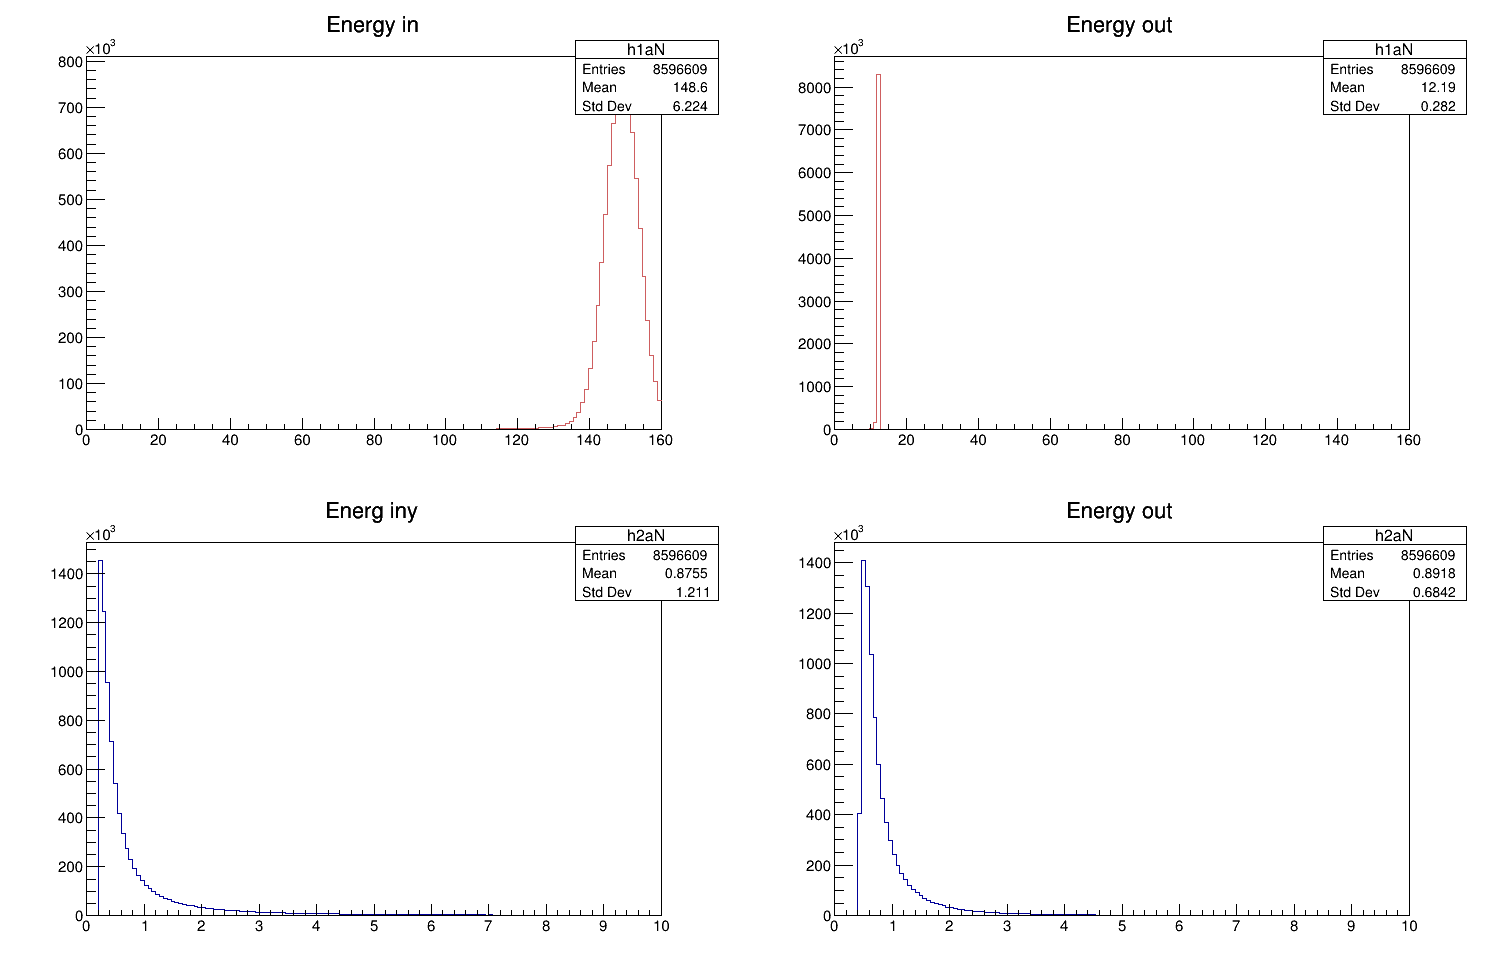 Energy in
×10³
h1aN
Entries 8596609
Mean 148.6
Std Dev 6.224
800
700
600
500
400
300
200
100
0
0 20 40 60 80 100 120 140 160
Energy out
×10³
h1aN
Entries 8596609
Mean 12.19
Std Dev 0.282
8000
7000
6000
5000
4000
3000
2000
1000
0
0 20 40 60 80 100 120 140 160
Energ iny
×10³
h2aN
Entries 8596609
Mean 0.8755
Std Dev 1.211
1400
1200
1000
800
600
400
200
0
0 1 2 3 4 5 6 7 8 9 10
Energy out
×10³
h2aN
Entries 8596609
Mean 0.8918
Std Dev 0.6842
1400
1200
1000
800
600
400
200
0
0 1 2 3 4 5 6 7 8 9 10